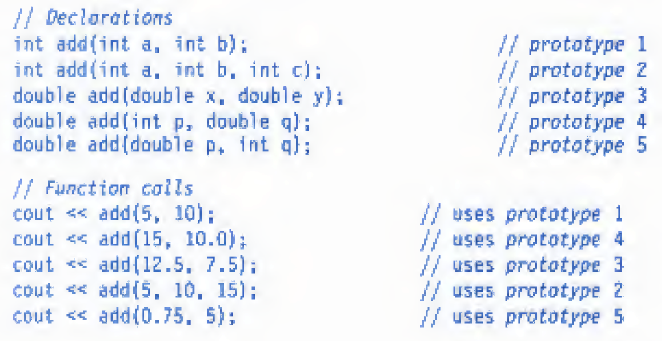 // Declarations
int add(int a, int b); // prototype 1
int add(int a, int b, int c); // prototype 2
double add(double x, double y); // prototype 3
double add(int p, double q); // prototype 4
double add(double p, int q); // prototype 5
// Function calls
cout << add(5, 10); // uses prototype 1
cout << add(15, 10.0); // uses prototype 4
cout << add(12.5, 7.5); // uses prototype 3
cout << add(5, 10, 15); // uses prototype 2
cout << add(0.75, 5); // uses prototype 5